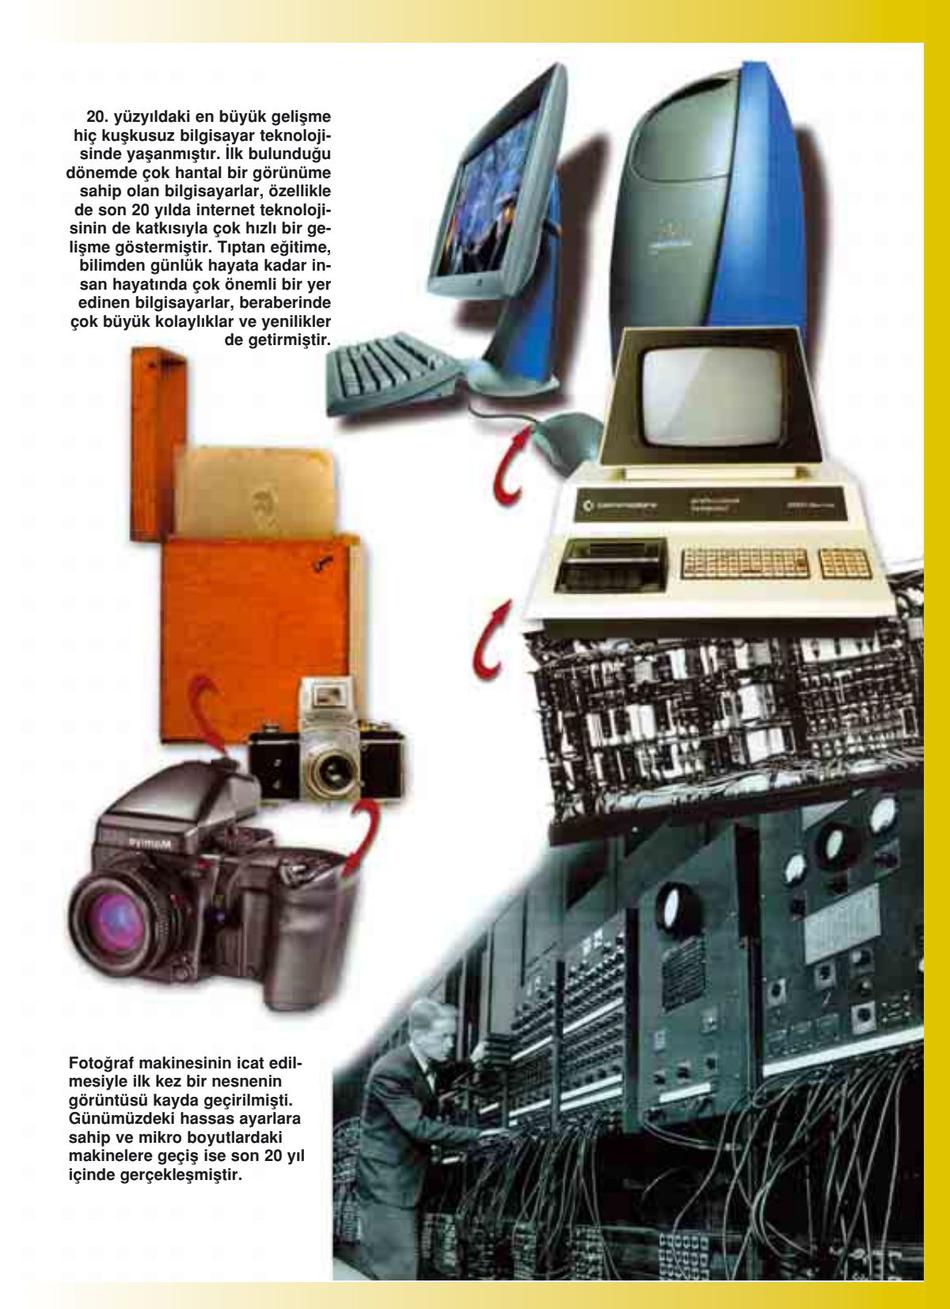 20. yüzyıldaki en büyük gelişme
hiç kuşkusuz bilgisayar teknoloji-
sinde yaşanmıştır. İlk bulunduğu
dönemde çok hantal bir görünüme
sahip olan bilgisayarlar, özellikle
de son 20 yılda internet teknoloji-
sinin de katkısıyla çok hızlı bir ge-
lişme göstermiştir. Tıptan eğitime,
bilimden günlük hayata kadar in-
san hayatında çok önemli bir yer
edinen bilgisayarlar, beraberinde
çok büyük kolaylıklar ve yenilikler
de getirmiştir.
commodore
Mamiya
Fotoğraf makinesinin icat edil-
mesiyle ilk kez bir nesnenin
görüntüsü kayda geçirilmişti.
Günümüzdeki hassas ayarlara
sahip ve mikro boyutlardaki
makinelere geçiş ise son 20 yıl
içinde gerçekleşmiştir.